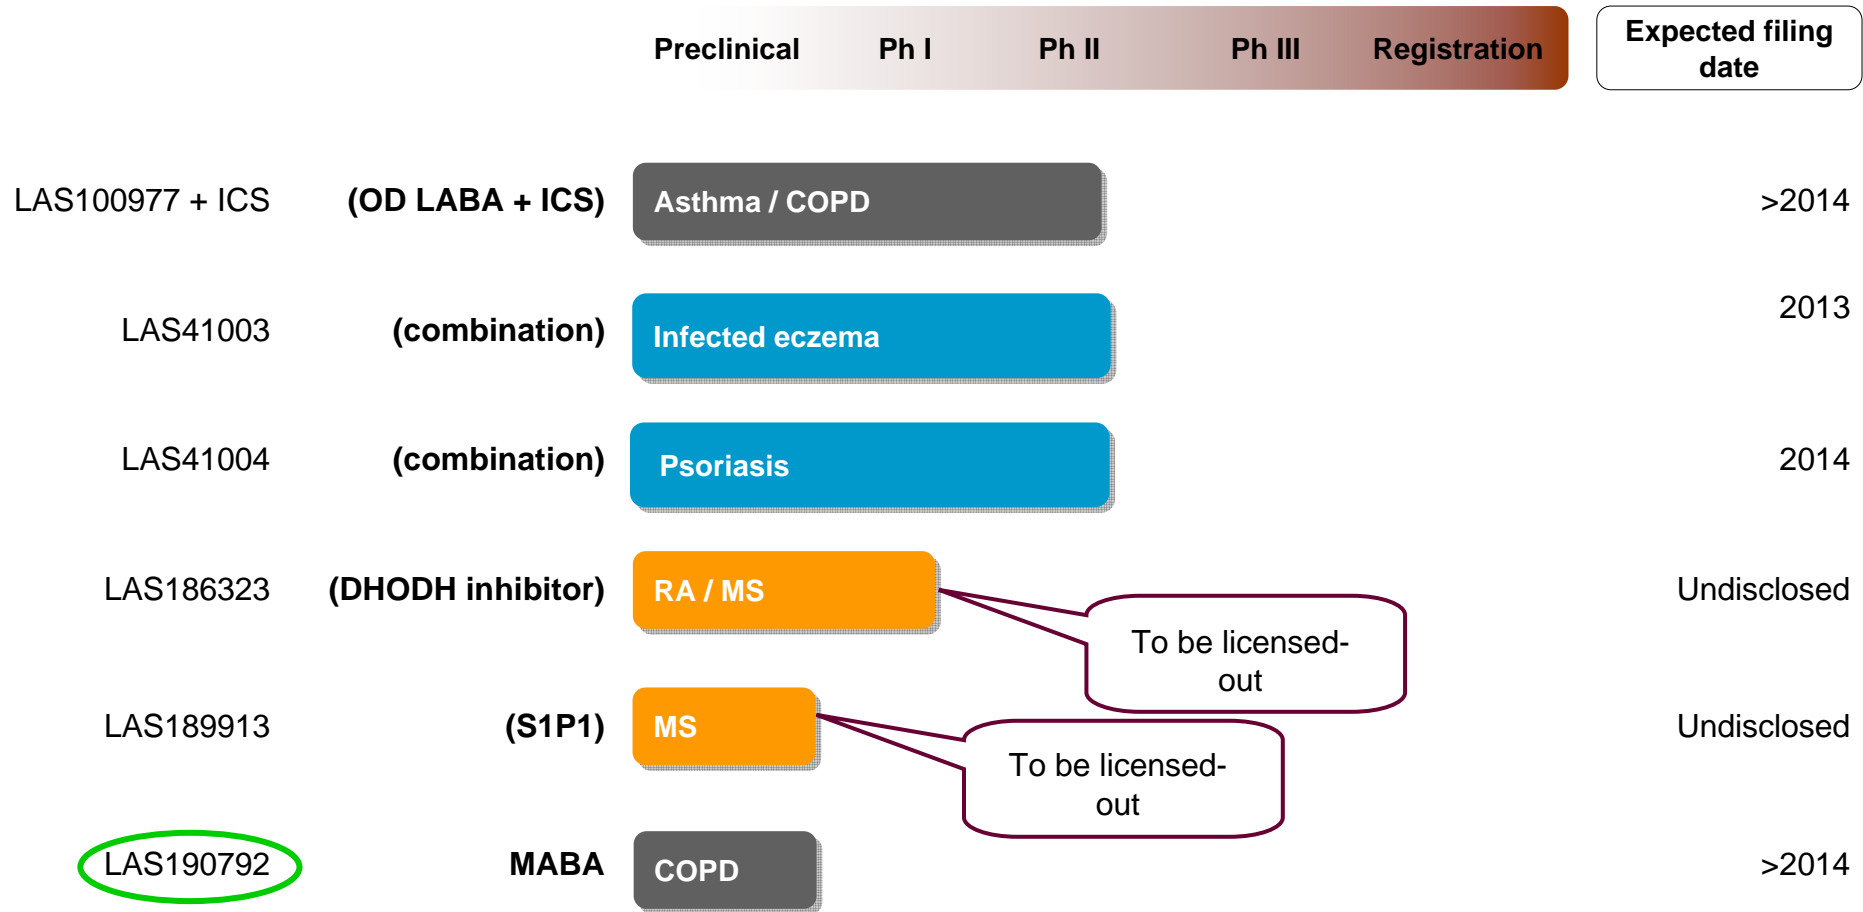 Preclinical Ph I Ph II Ph III Registration Expected filing
date
LAS100977 + ICS (OD LABA + ICS) Asthma / COPD >2014
LAS41003 (combination) Infected eczema 2013
LAS41004 (combination) Psoriasis 2014
LAS186323 (DHODH inhibitor) RA / MS Undisclosed
To be licensed-
out
LAS189913 (S1P1) MS Undisclosed
To be licensed-
out
LAS190792 MABA COPD >2014